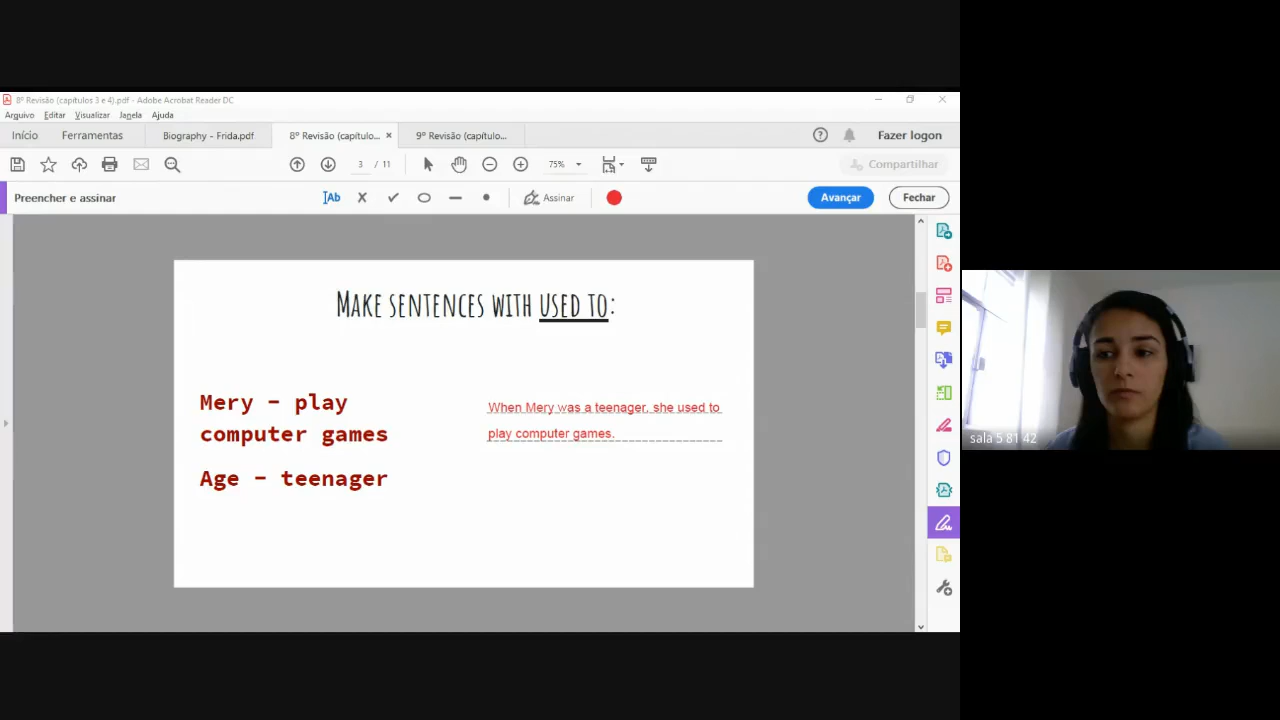 8º Revisão (capítulos 3 e 4).pdf - Adobe Acrobat Reader DC
Arquivo Editar Visualizar Janela Ajuda
Início Ferramentas Biography - Frida.pdf 8º Revisão (capítulo... × 9º Revisão (capítulo... Fazer logon
3 / 11 75% Compartilhar
Preencher e assinar Ab Assinar Avançar Fechar
MAKE SENTENCES WITH USED TO:
Mery - play
computer games
Age - teenager
When Mery was a teenager, she used to
play computer games.
sala 5 81 42